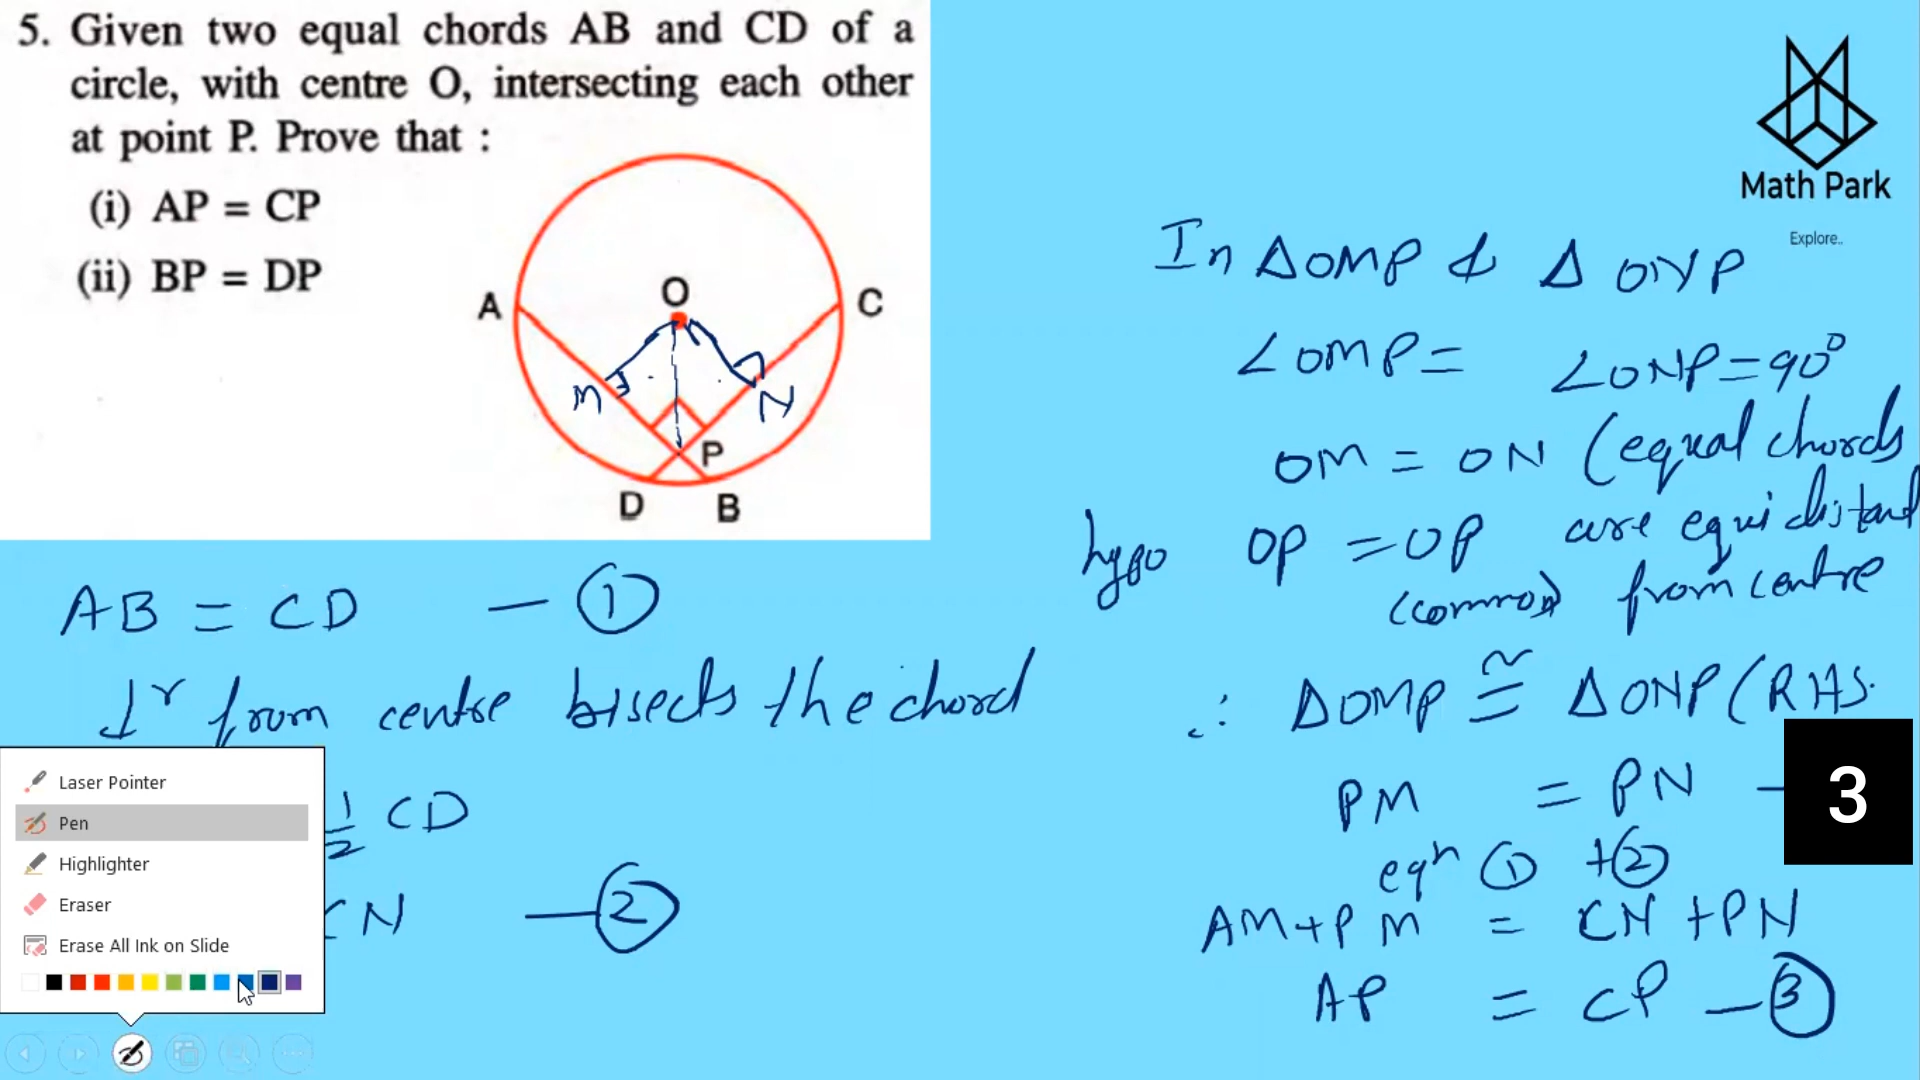 5. Given two equal chords AB and CD of a
circle, with centre O, intersecting each other
at point P. Prove that :
(i) AP = CP
(ii) BP = DP
O
A
C
M
N
P
D
B
Math Park
Explore..
In ΔOMP & Δ ONP
∠OMP = ∠ONP = 90°
OM = ON (equal chords
are equidistant
from centre
hypo OP = OP
(common)
∴ ΔOMP ≅ ΔONP (RHS.
PM = PN —
eqn ① + ②
AM + PM = CN + PN
AP = CP — ③
3
AB = CD — ①
⊥r from centre bisects the chord
1/2 CD
CN — ②
Laser Pointer
Pen
Highlighter
Eraser
Erase All Ink on Slide